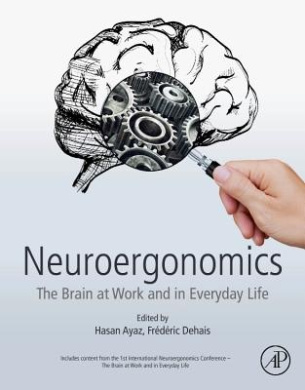 Neuroergonomics
The Brain at Work and in Everyday Life
Edited by
Hasan Ayaz, Frédéric Dehais
Includes content from the 1st International Neuroergonomics Conference –
The Brain at Work and in Everyday Life
AP